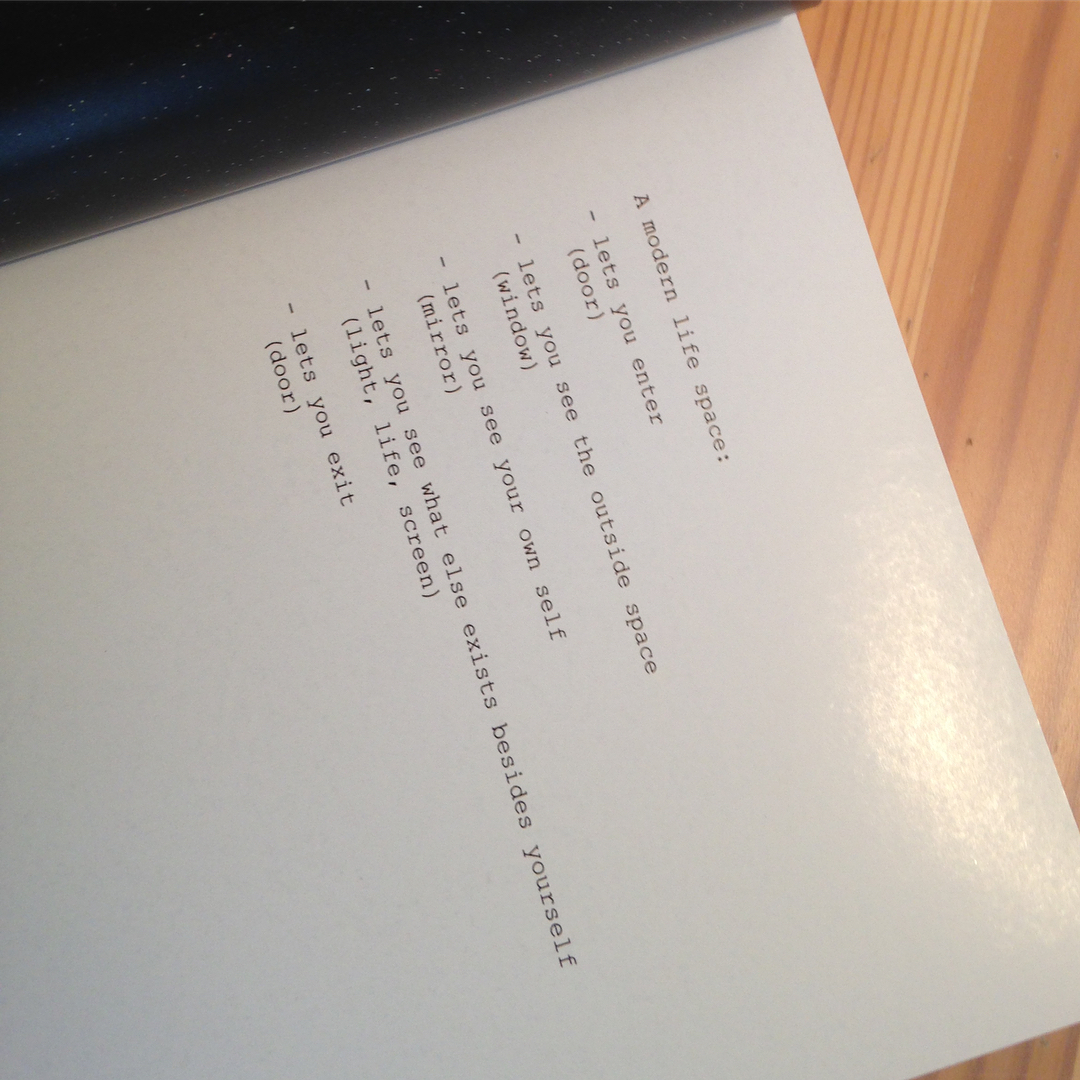 A modern life space:
- lets you enter
(door)
- lets you see the outside space
(window)
- lets you see your own self
(mirror)
- lets you see what else exists besides yourself
(light, life, screen)
- lets you exit
(door)